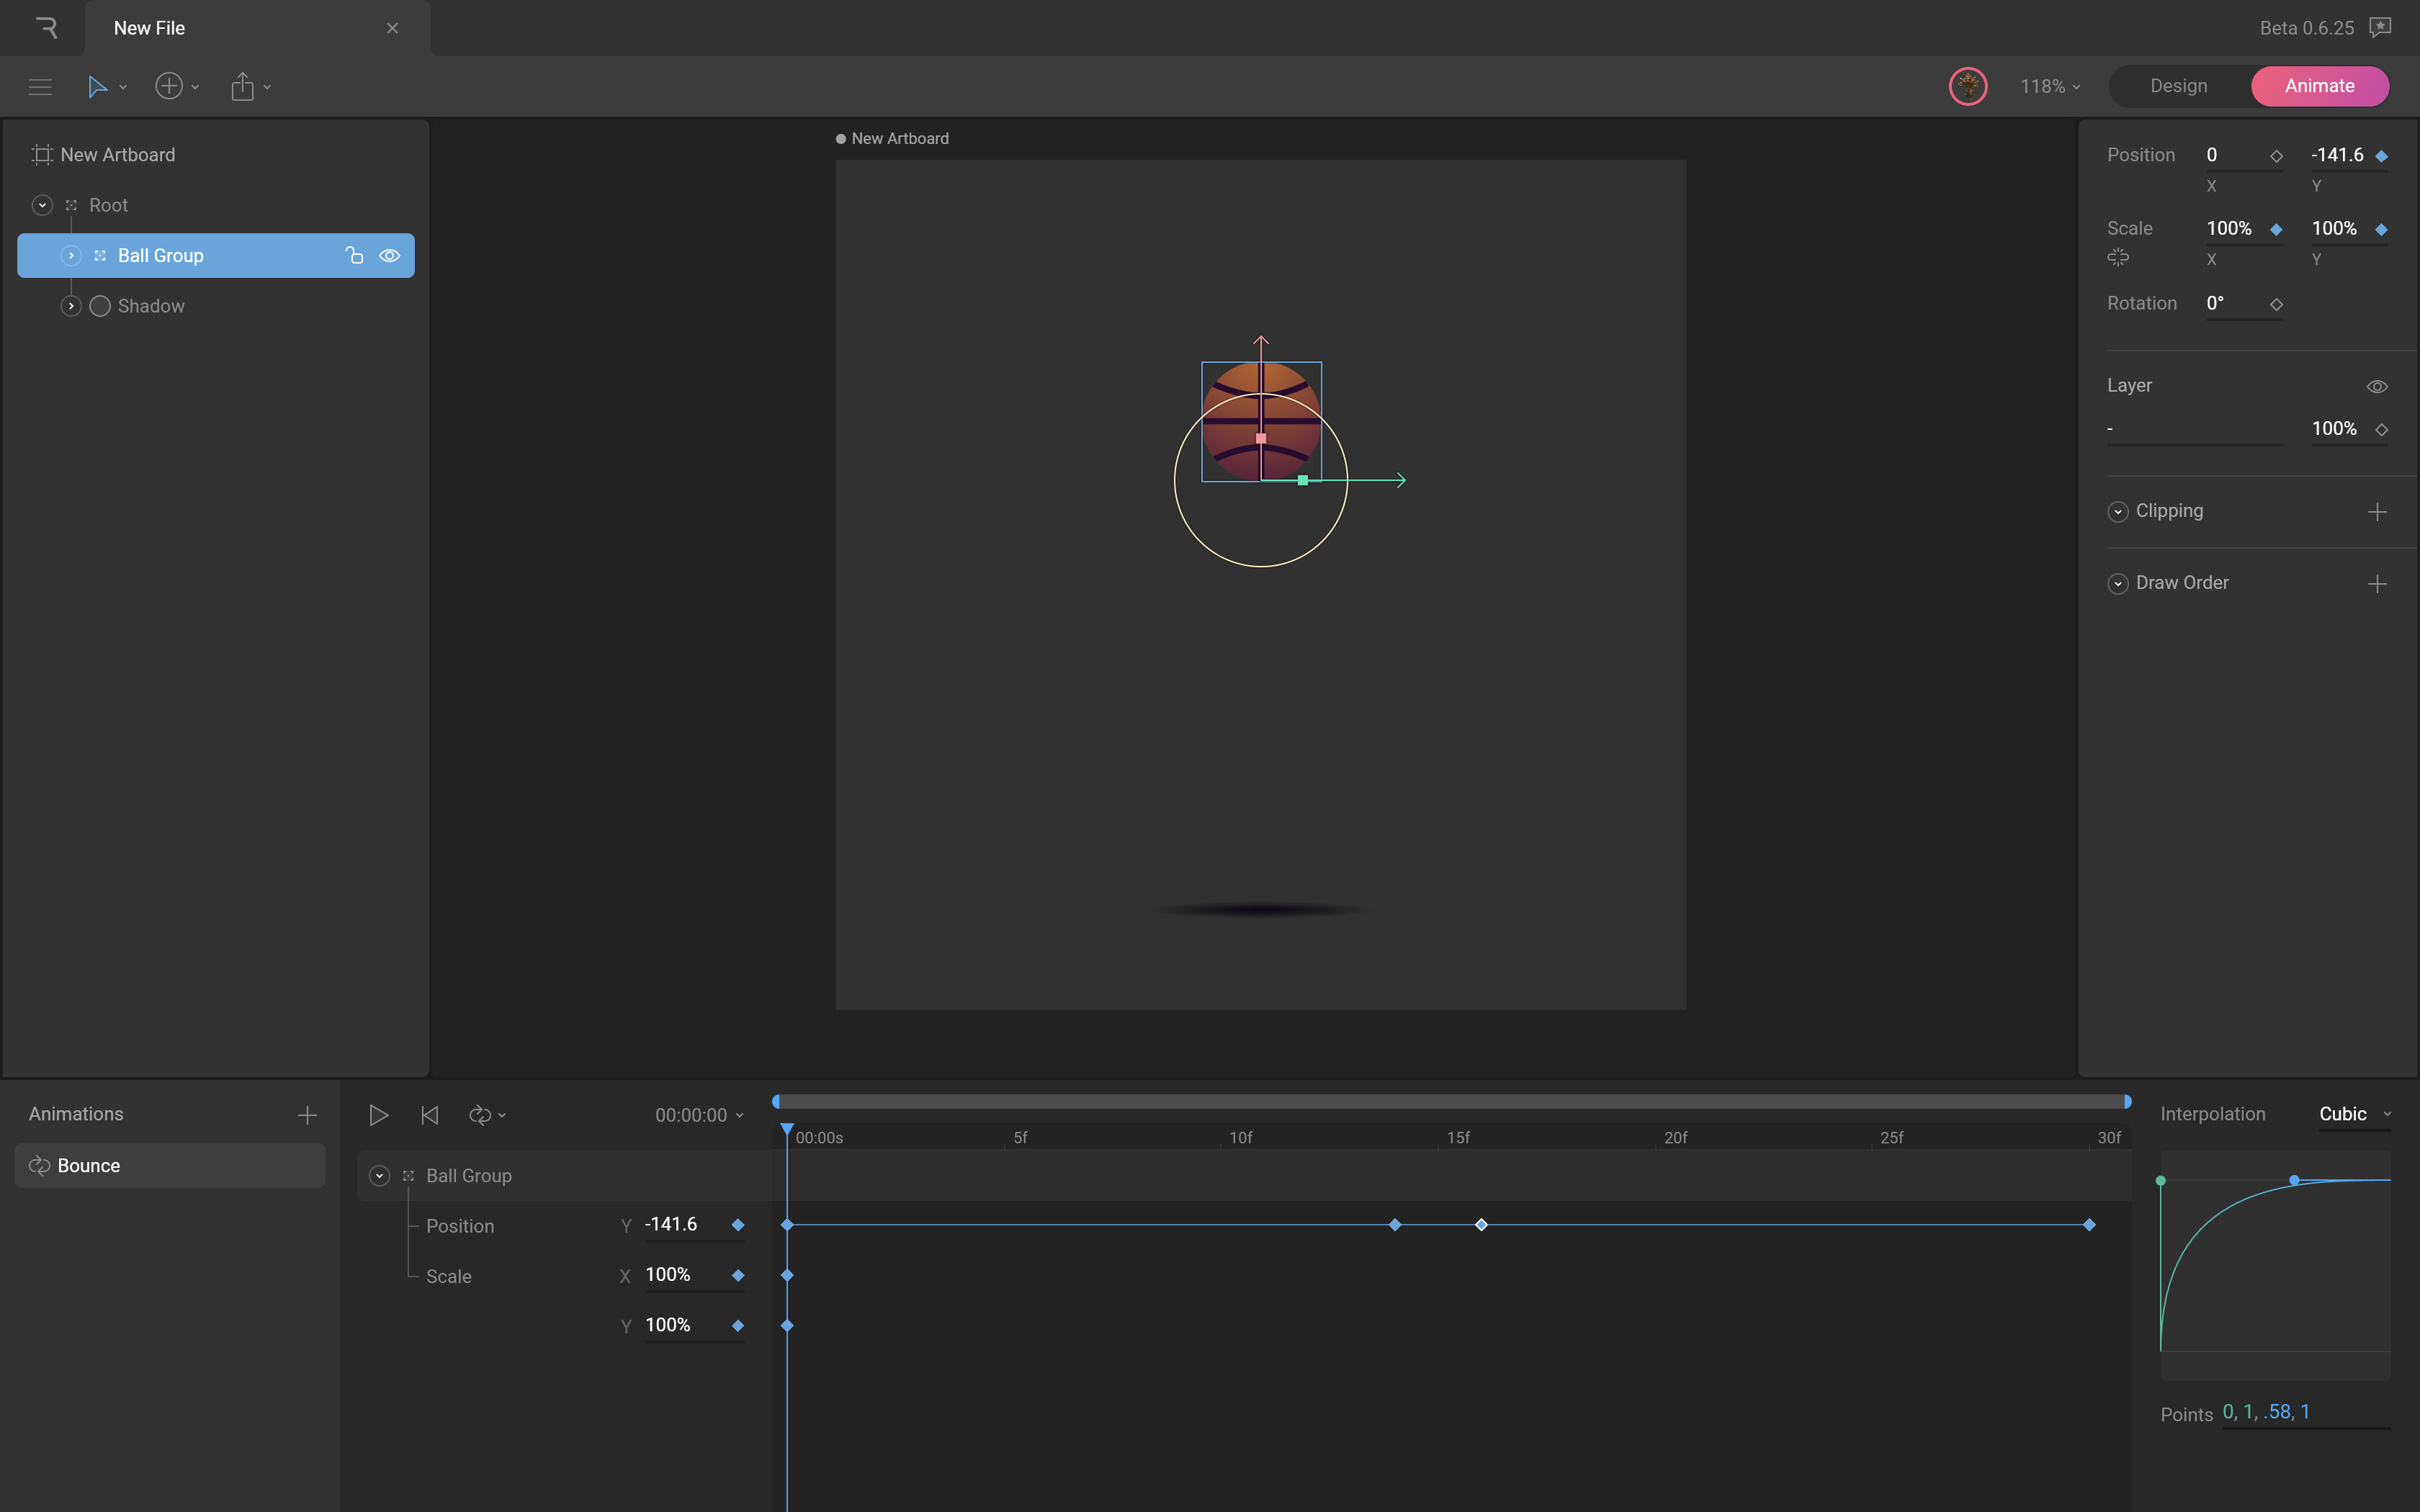 New File
Beta 0.6.25
118%
Design
Animate
New Artboard
Root
Ball Group
Shadow
New Artboard
Position 0 -141.6
X Y
Scale 100% 100%
X Y
Rotation 0°
Layer
- 100%
Clipping
Draw Order
Animations
Bounce
00:00:00
00:00s 5f 10f 15f 20f 25f 30f
Ball Group
Position Y -141.6
Scale X 100%
Y 100%
Interpolation Cubic
Points 0, 1, .58, 1